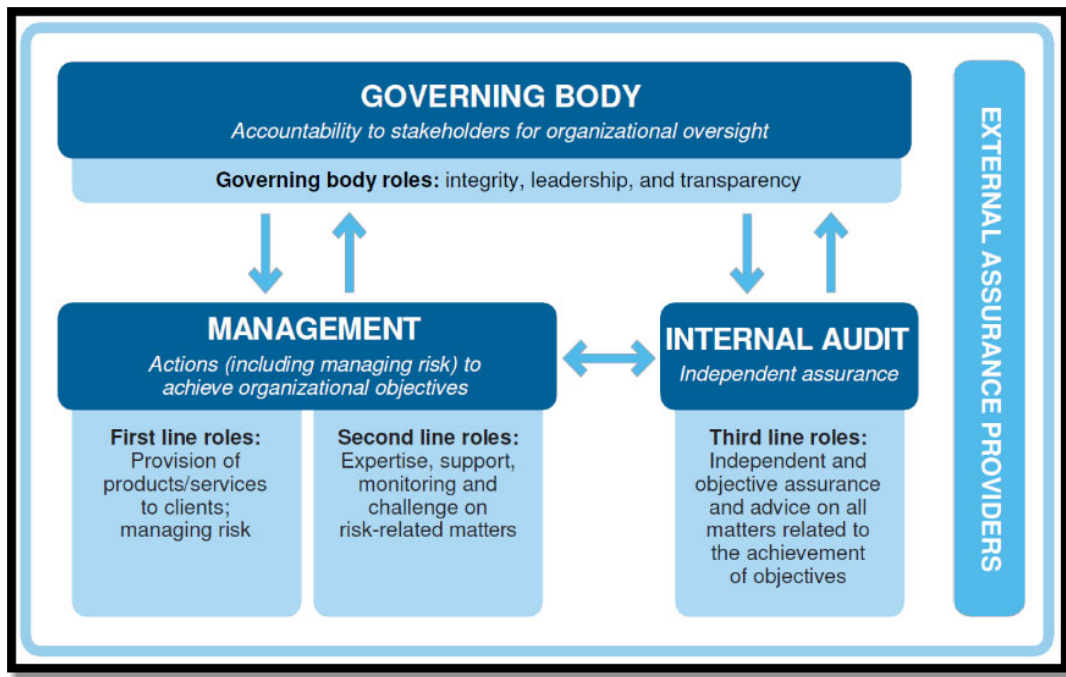 GOVERNING BODY
Accountability to stakeholders for organizational oversight
Governing body roles: integrity, leadership, and transparency
MANAGEMENT
Actions (including managing risk) to
achieve organizational objectives
First line roles:
Provision of
products/services
to clients;
managing risk
Second line roles:
Expertise, support,
monitoring and
challenge on
risk-related matters
INTERNAL AUDIT
Independent assurance
Third line roles:
Independent and
objective assurance
and advice on all
matters related to
the achievement
of objectives
EXTERNAL ASSURANCE PROVIDERS